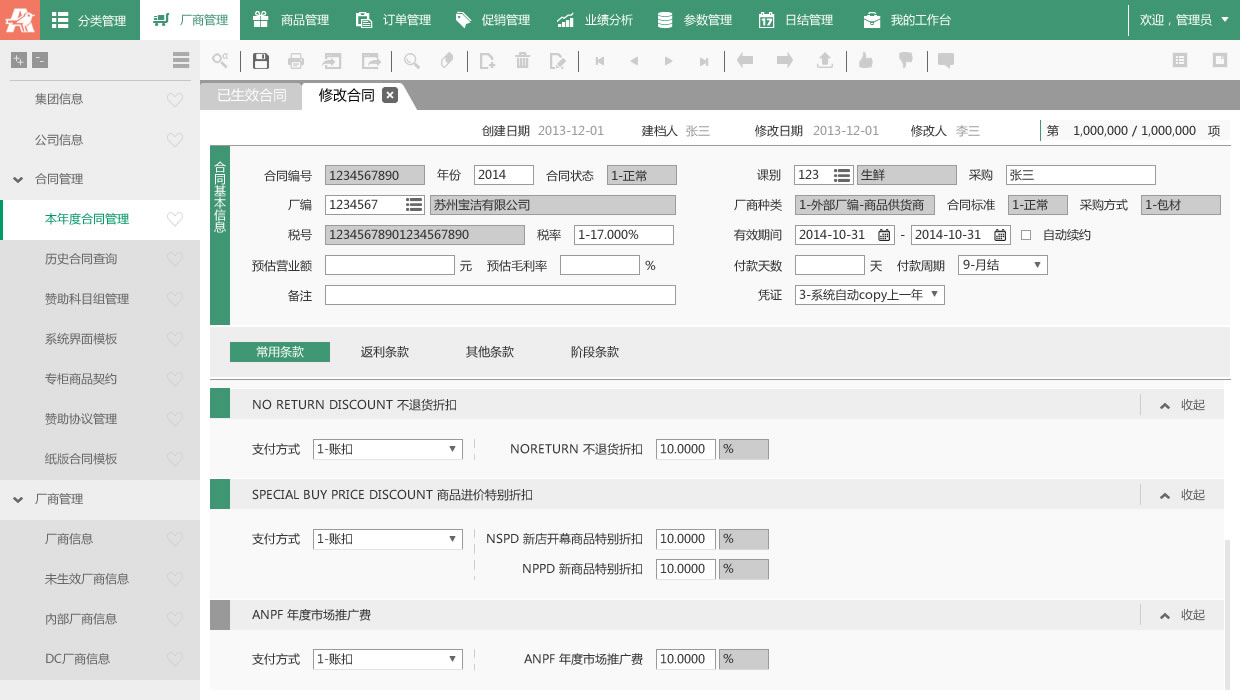 分类管理 厂商管理 商品管理 订单管理 促销管理 业绩分析 参数管理 日结管理 我的工作台 欢迎，管理员
集团信息
公司信息
合同管理
本年度合同管理
历史合同查询
赞助科目组管理
系统界面模板
专柜商品契约
赞助协议管理
纸版合同模板
厂商管理
厂商信息
未生效厂商信息
内部厂商信息
DC厂商信息
已生效合同 修改合同
创建日期 2013-12-01 建档人 张三 修改日期 2013-12-01 修改人 李三 第 1,000,000 / 1,000,000 项
合同基本信息
合同编号 1234567890 年份 2014 合同状态 1-正常 课别 123 生鲜 采购 张三
厂编 1234567 苏州宝洁有限公司 厂商种类 1-外部厂编-商品供货商 合同标准 1-正常 采购方式 1-包材
税号 12345678901234567890 税率 1-17.000% 有效期间 2014-10-31 - 2014-10-31 自动续约
预估营业额 元 预估毛利率 % 付款天数 天 付款周期 9-月结
备注 凭证 3-系统自动copy上一年
常用条款 返利条款 其他条款 阶段条款
NO RETURN DISCOUNT 不退货折扣 收起
支付方式 1-账扣 NORETURN 不退货折扣 10.0000 %
SPECIAL BUY PRICE DISCOUNT 商品进价特别折扣 收起
支付方式 1-账扣 NSPD 新店开幕商品特别折扣 10.0000 %
NPPD 新商品特别折扣 10.0000 %
ANPF 年度市场推广费 收起
支付方式 1-账扣 ANPF 年度市场推广费 10.0000 %